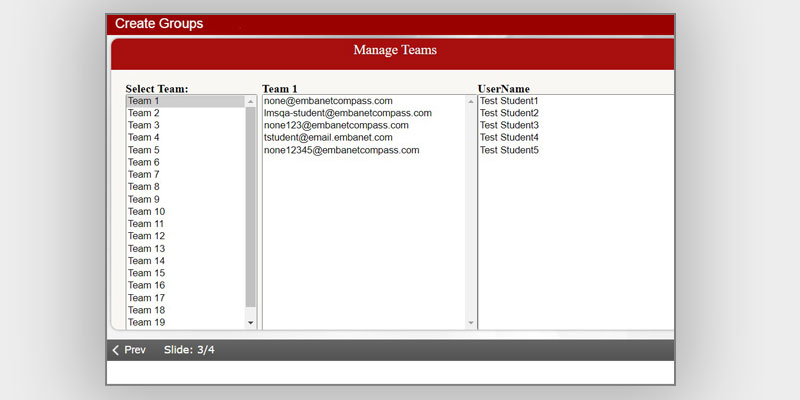 Create Groups
Manage Teams
Select Team:
Team 1
Team 2
Team 3
Team 4
Team 5
Team 6
Team 7
Team 8
Team 9
Team 10
Team 11
Team 12
Team 13
Team 14
Team 15
Team 16
Team 17
Team 18
Team 19
Team 1
none@embanetcompass.com
lmsqa-student@embanetcompass.com
none123@embanetcompass.com
tstudent@email.embanet.com
none12345@embanetcompass.com
UserName
Test Student1
Test Student2
Test Student3
Test Student4
Test Student5
Prev Slide: 3/4